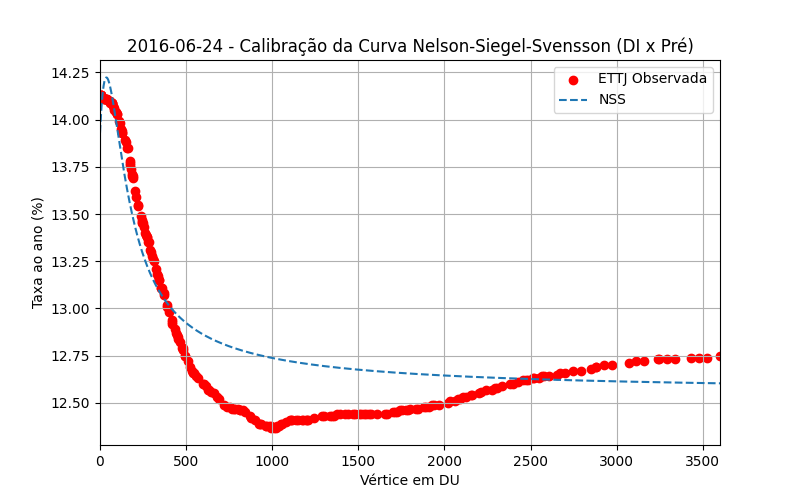 2016-06-24 - Calibração da Curva Nelson-Siegel-Svensson (DI x Pré)
ETTJ Observada
NSS
Taxa ao ano (%)
14.25
14.00
13.75
13.50
13.25
13.00
12.75
12.50
0 500 1000 1500 2000 2500 3000 3500
Vértice em DU